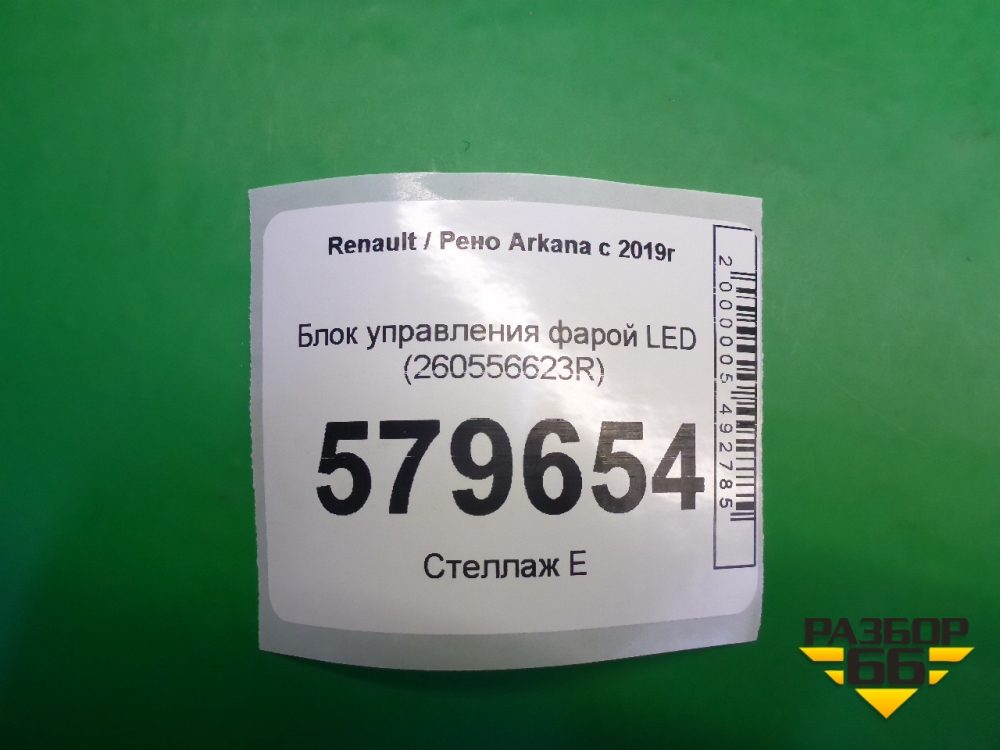 Renault / Рено Arkana с 2019г
Блок управления фарой LED
(260556623R)
579654
Стеллаж Е
2000005492785
РАЗБОР
66